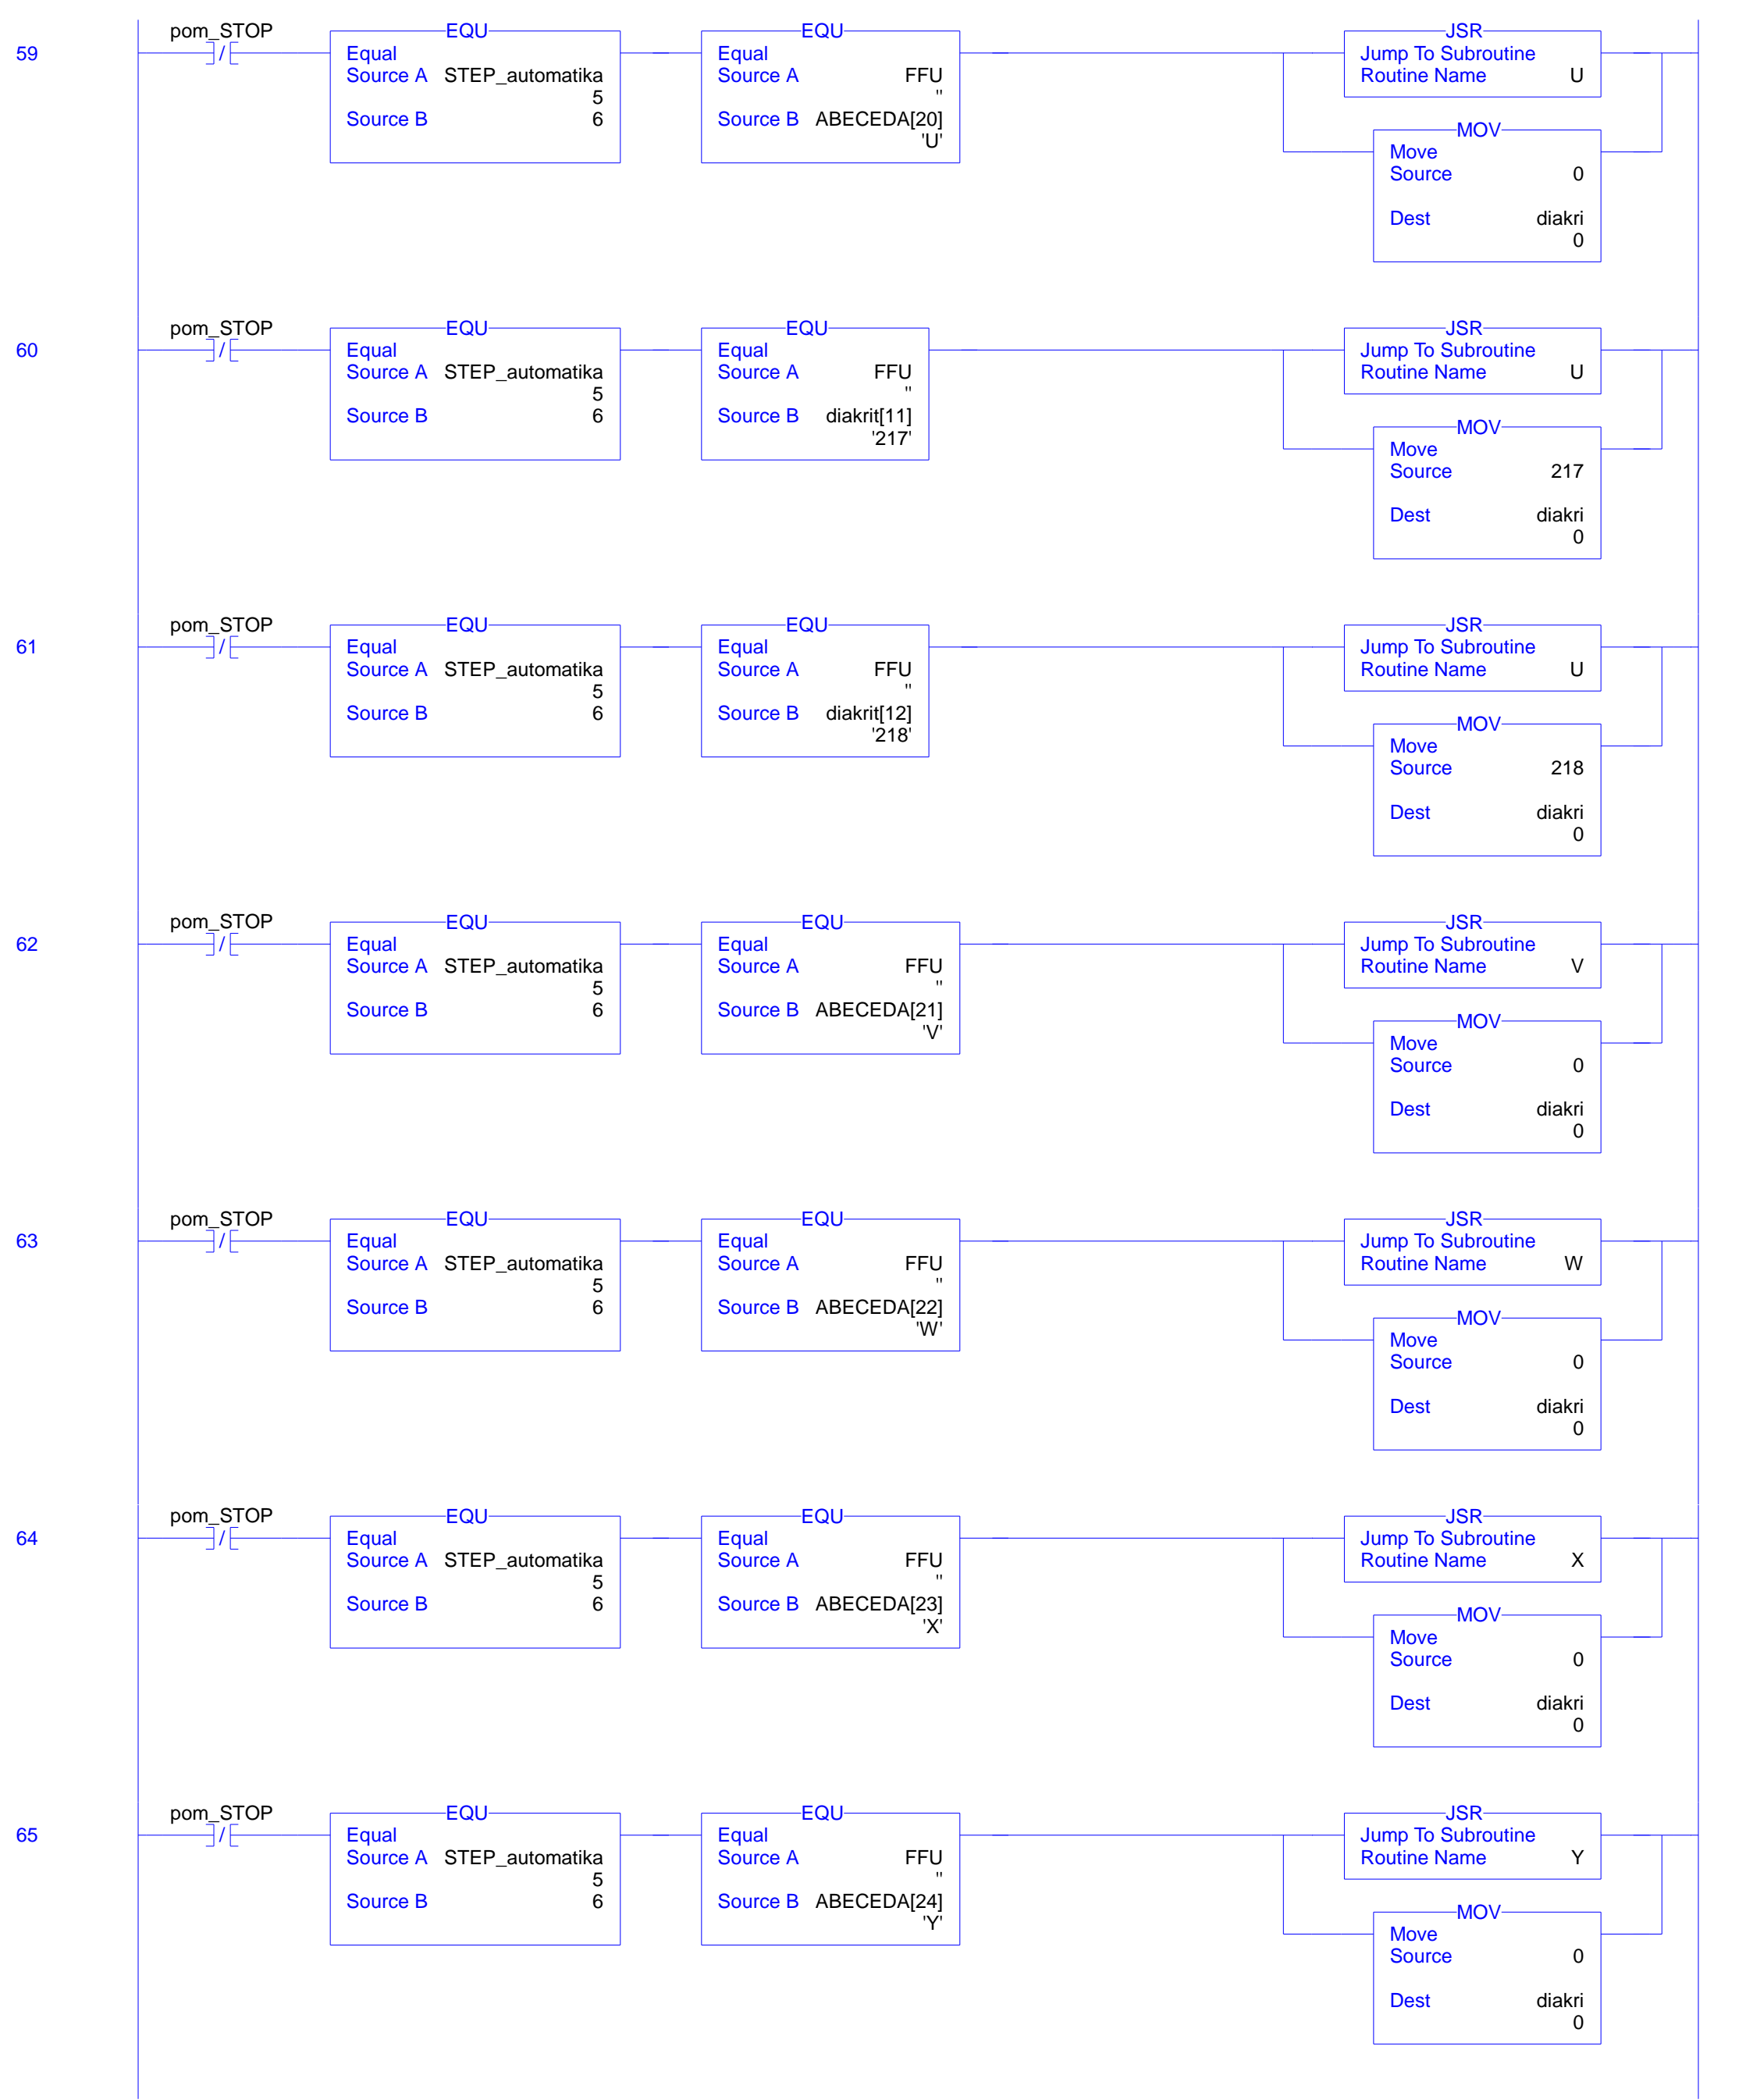 pom_STOP EQU EQU JSR
59 ]/[ Equal Equal Jump To Subroutine
Source A STEP_automatika Source A FFU Routine Name U
5 ''
Source B 6 Source B ABECEDA[20]
'U' MOV
Move
Source 0
Dest diakri
0
pom_STOP EQU EQU JSR
60 ]/[ Equal Equal Jump To Subroutine
Source A STEP_automatika Source A FFU Routine Name U
5 ''
Source B 6 Source B diakrit[11]
'217' MOV
Move
Source 217
Dest diakri
0
pom_STOP EQU EQU JSR
61 ]/[ Equal Equal Jump To Subroutine
Source A STEP_automatika Source A FFU Routine Name U
5 ''
Source B 6 Source B diakrit[12]
'218' MOV
Move
Source 218
Dest diakri
0
pom_STOP EQU EQU JSR
62 ]/[ Equal Equal Jump To Subroutine
Source A STEP_automatika Source A FFU Routine Name V
5 ''
Source B 6 Source B ABECEDA[21]
'V' MOV
Move
Source 0
Dest diakri
0
pom_STOP EQU EQU JSR
63 ]/[ Equal Equal Jump To Subroutine
Source A STEP_automatika Source A FFU Routine Name W
5 ''
Source B 6 Source B ABECEDA[22]
'W' MOV
Move
Source 0
Dest diakri
0
pom_STOP EQU EQU JSR
64 ]/[ Equal Equal Jump To Subroutine
Source A STEP_automatika Source A FFU Routine Name X
5 ''
Source B 6 Source B ABECEDA[23]
'X' MOV
Move
Source 0
Dest diakri
0
pom_STOP EQU EQU JSR
65 ]/[ Equal Equal Jump To Subroutine
Source A STEP_automatika Source A FFU Routine Name Y
5 ''
Source B 6 Source B ABECEDA[24]
'Y' MOV
Move
Source 0
Dest diakri
0